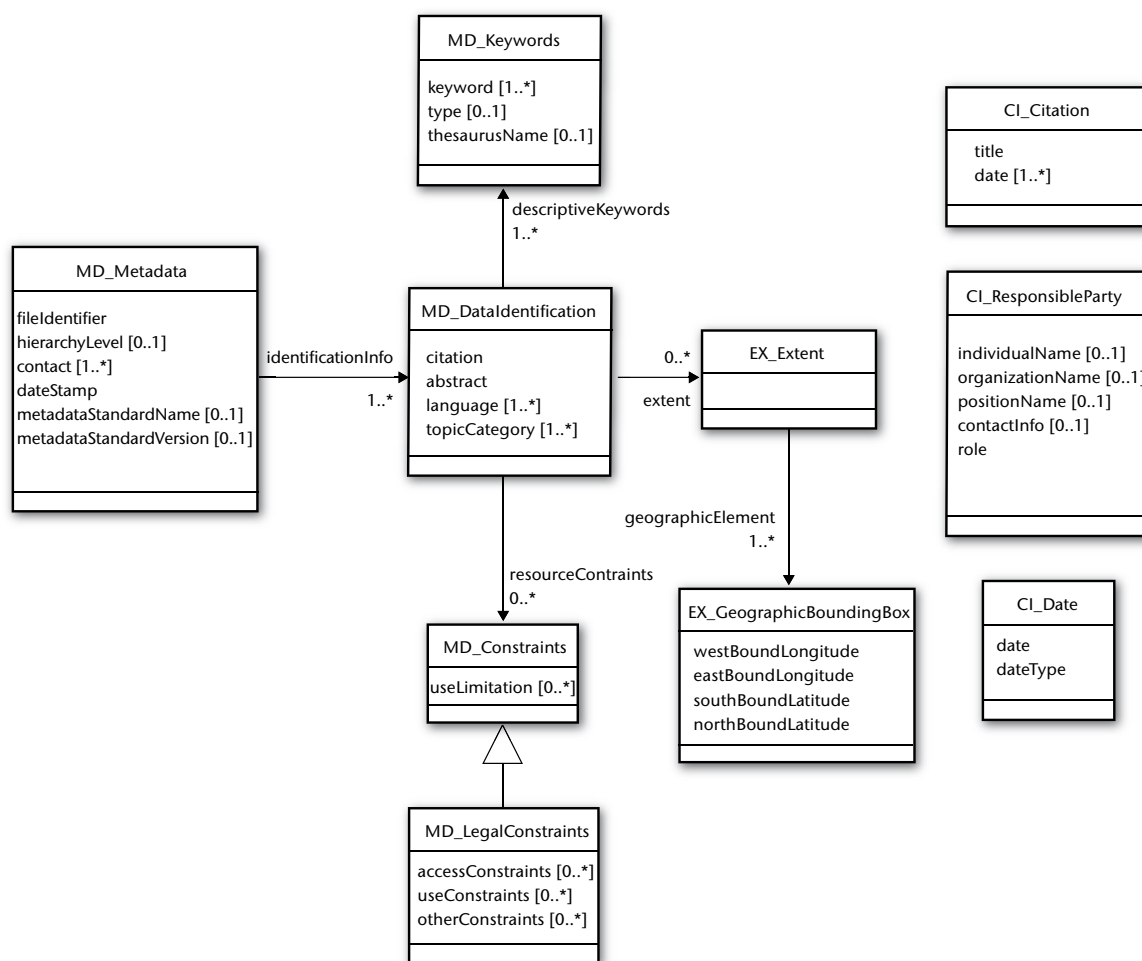 MD_Keywords
keyword [1..*]
type [0..1]
thesaurusName [0..1]
descriptiveKeywords
1..*
MD_Metadata
fileIdentifier
hierarchyLevel [0..1]
contact [1..*]
dateStamp
metadataStandardName [0..1]
metadataStandardVersion [0..1]
identificationInfo
1..*
MD_DataIdentification
citation
abstract
language [1..*]
topicCategory [1..*]
0..*
extent
EX_Extent
geographicElement
1..*
EX_GeographicBoundingBox
westBoundLongitude
eastBoundLongitude
southBoundLatitude
northBoundLatitude
resourceContraints
0..*
MD_Constraints
useLimitation [0..*]
MD_LegalConstraints
accessConstraints [0..*]
useConstraints [0..*]
otherConstraints [0..*]
CI_Citation
title
date [1..*]
CI_ResponsibleParty
individualName [0..1]
organizationName [0..1]
positionName [0..1]
contactInfo [0..1]
role
CI_Date
date
dateType